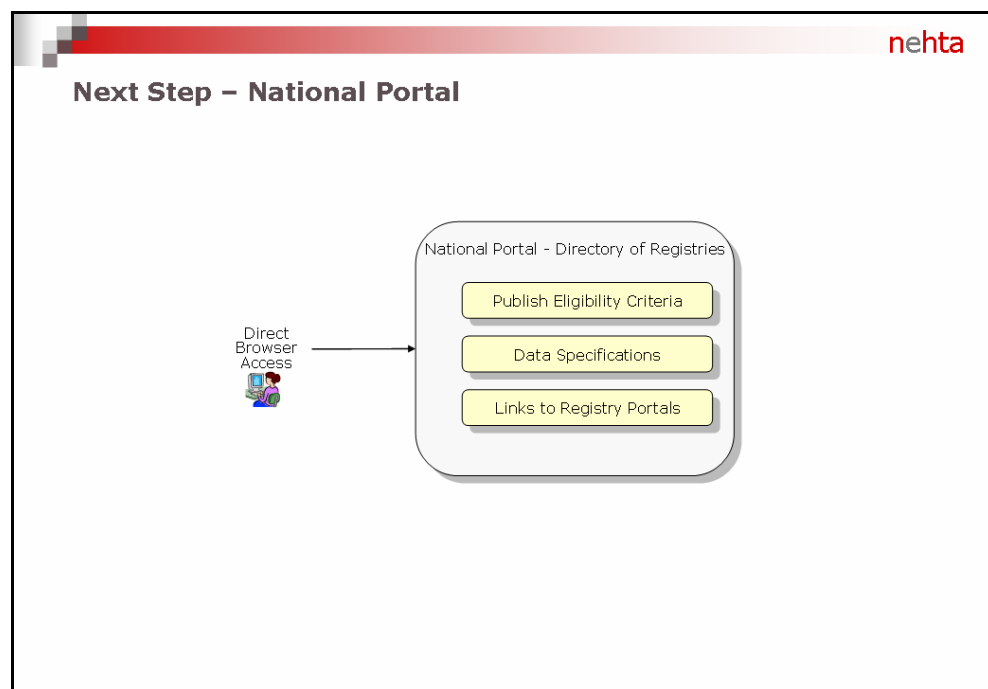 nehta
Next Step – National Portal
National Portal - Directory of Registries
Publish Eligibility Criteria
Direct
Browser
Access
Data Specifications
Links to Registry Portals